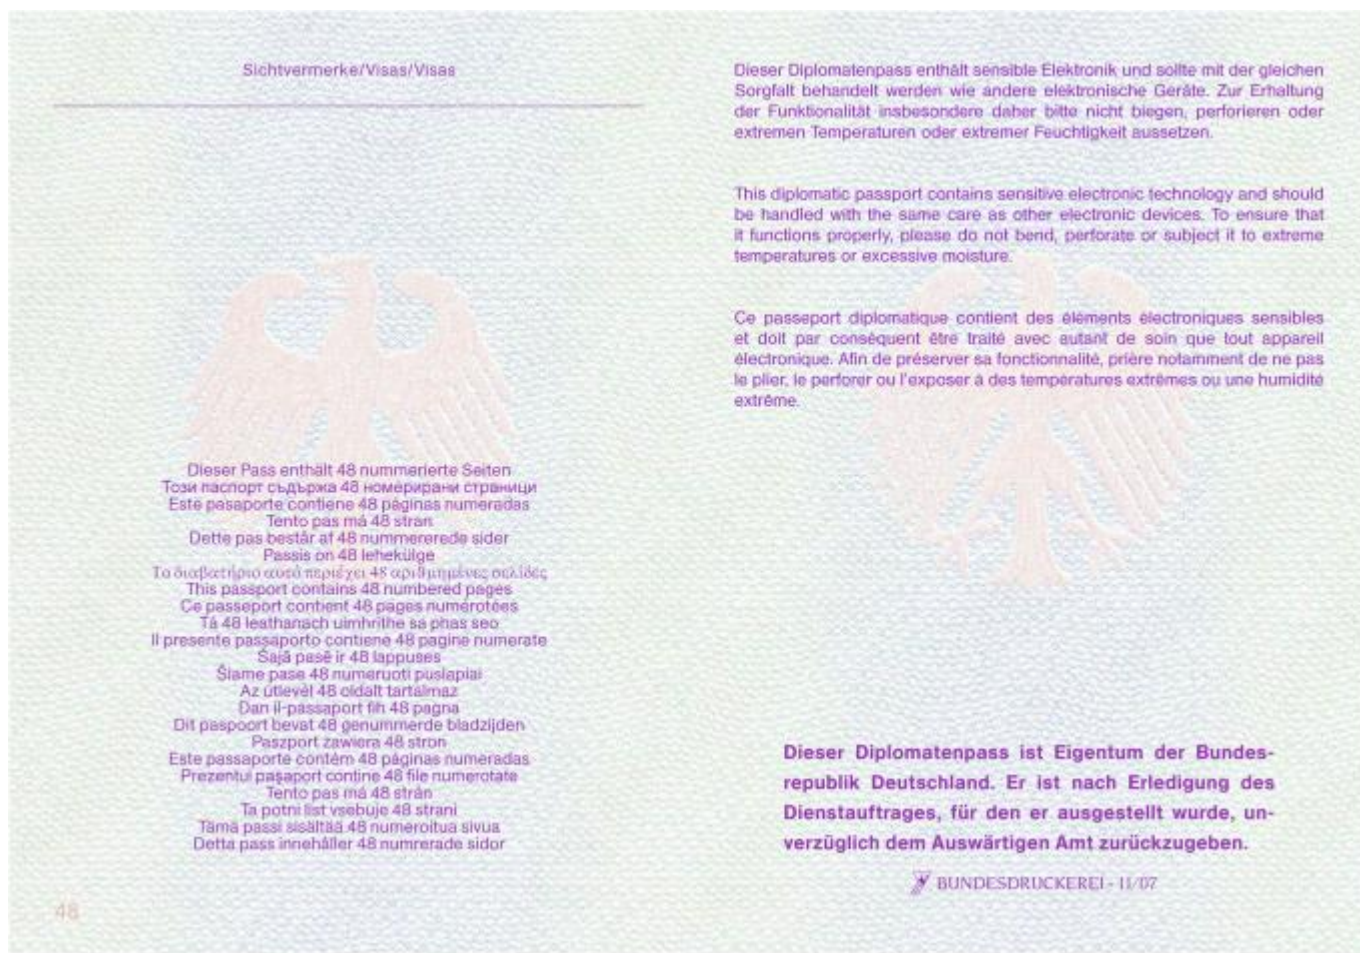 Sichtvermerke/Visas/Visas
Dieser Pass enthält 48 nummerierte Seiten
Този паспорт съдържа 48 номерирани страници
Este pasaporte contiene 48 páginas numeradas
Tento pas má 48 stran
Dette pas består af 48 nummererede sider
Passis on 48 lehekülge
Το διαβατήριο αυτό περιέχει 48 αριθμημένες σελίδες
This passport contains 48 numbered pages
Ce passeport contient 48 pages numérotées
Tá 48 leathanach uimhrithe sa phas seo
Il presente passaporto contiene 48 pagine numerate
Šajā pasē ir 48 lappuses
Šiame pase 48 numeruoti puslapiai
Az útlevél 48 oldalt tartalmaz
Dan il-passaport fih 48 paġna
Dit paspoort bevat 48 genummerde bladzijden
Paszport zawiera 48 stron
Este passaporte contém 48 páginas numeradas
Prezentul paşaport conţine 48 file numerotate
Tento pas má 48 strán
Ta potni list vsebuje 48 strani
Tämä passi sisältää 48 numeroitua sivua
Detta pass innehåller 48 numrerade sidor
48
Dieser Diplomatenpass enthält sensible Elektronik und sollte mit der gleichen
Sorgfalt behandelt werden wie andere elektronische Geräte. Zur Erhaltung
der Funktionalität insbesondere daher bitte nicht biegen, perforieren oder
extremen Temperaturen oder extremer Feuchtigkeit aussetzen.
This diplomatic passport contains sensitive electronic technology and should
be handled with the same care as other electronic devices. To ensure that
it functions properly, please do not bend, perforate or subject it to extreme
temperatures or excessive moisture.
Ce passeport diplomatique contient des éléments électroniques sensibles
et doit par conséquent être traité avec autant de soin que tout appareil
électronique. Afin de préserver sa fonctionnalité, prière notamment de ne pas
le plier, le perforer ou l'exposer à des températures extrêmes ou une humidité
extrême.
Dieser Diplomatenpass ist Eigentum der Bundes-
republik Deutschland. Er ist nach Erledigung des
Dienstauftrages, für den er ausgestellt wurde, un-
verzüglich dem Auswärtigen Amt zurückzugeben.
BUNDESDRUCKEREI - 11/07